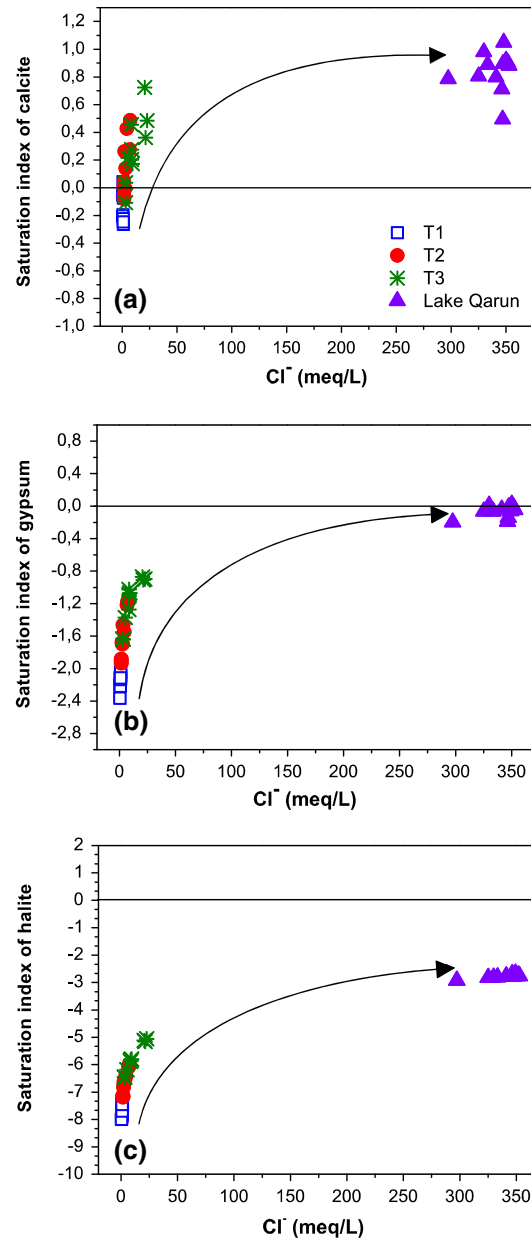 Saturation index of calcite
1,2
1,0
0,8
0,6
0,4
0,2
0,0
-0,2
-0,4
-0,6
-0,8
-1,0
(a)
T1
T2
T3
Lake Qarun
0 50 100 150 200 250 300 350
Cl⁻ (meq/L)
Saturation index of gypsum
0,8
0,4
0,0
-0,4
-0,8
-1,2
-1,6
-2,0
-2,4
-2,8
(b)
0 50 100 150 200 250 300 350
Cl⁻ (meq/L)
Saturation index of halite
2
1
0
-1
-2
-3
-4
-5
-6
-7
-8
-9
-10
(c)
0 50 100 150 200 250 300 350
Cl⁻ (meq/L)